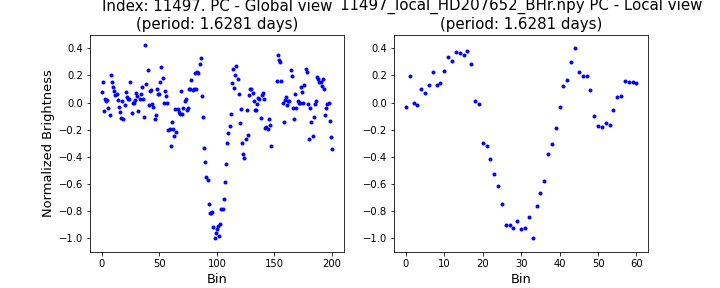 Index: 11497. PC - Global view
(period: 1.6281 days)
11497_local_HD207652_BHr.npy PC - Local view
(period: 1.6281 days)
Normalized Brightness
0.4
0.2
0.0
−0.2
−0.4
−0.6
−0.8
−1.0
0 50 100 150 200
Bin
0.4
0.2
0.0
−0.2
−0.4
−0.6
−0.8
−1.0
0 10 20 30 40 50 60
Bin